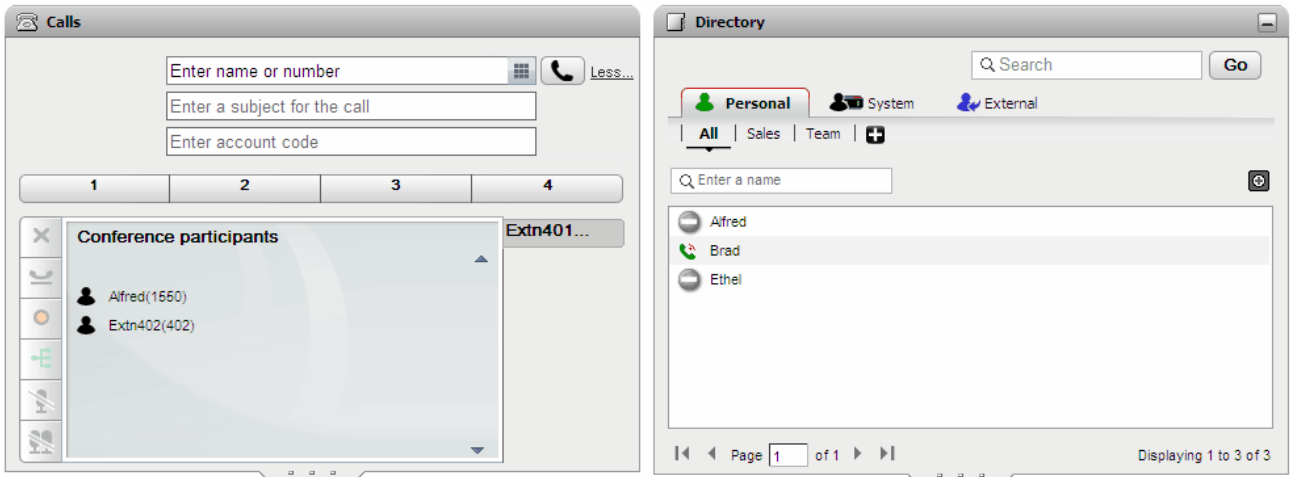 Calls
Enter name or number
Less...
Enter a subject for the call
Enter account code
1 2 3 4
Conference participants
Extn401...
Alfred(1550)
Extn402(402)
Directory
Search
Go
Personal System External
All Sales Team
Enter a name
Alfred
Brad
Ethel
Page 1 of 1
Displaying 1 to 3 of 3